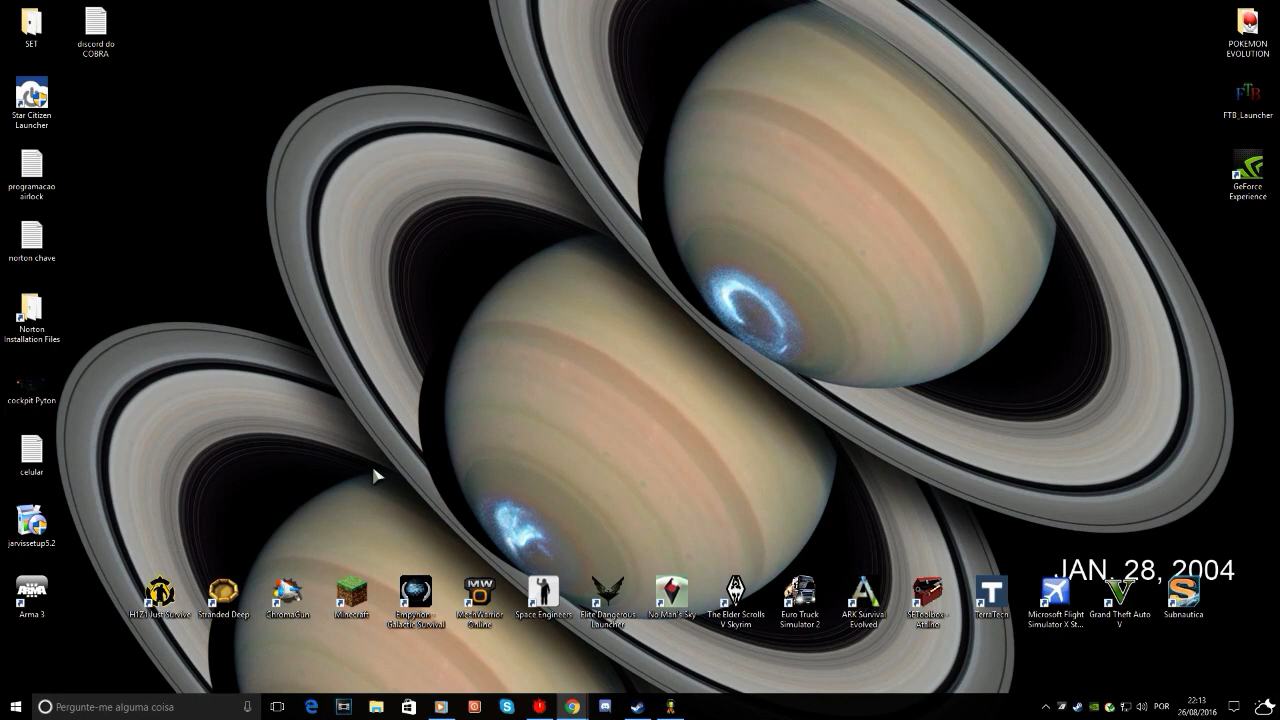 SET
discord do
COBRA
POKEMON
EVOLUTION
Star Citizen
Launcher
FTB
FTB_Launcher
programacao
airlock
GeForce
Experience
norton chave
Norton
Installation Files
cockpit Pyton
celular
jarvissetup5.2
JAN. 28, 2004
MW
O
T
V
S
Arma 3
H1Z1 Just Survive
Stranded Deep
ChromaGun
Minecraft
Empyrion -
Galactic Survival
MechWarrior
Online
Space Engineers
Elite Dangerous
Launcher
No Man's Sky
The Elder Scrolls
V Skyrim
Euro Truck
Simulator 2
ARK Survival
Evolved
SEToolbox -
Atalho
TerraTech
Microsoft Flight
Simulator X St...
Grand Theft Auto
V
Subnautica
Pergunte-me alguma coisa
POR
22:13
26/08/2016